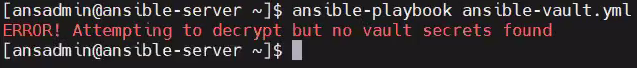 [ansadmin@ansible-server ~]$ ansible-playbook ansible-vault.yml
ERROR! Attempting to decrypt but no vault secrets found
[ansadmin@ansible-server ~]$